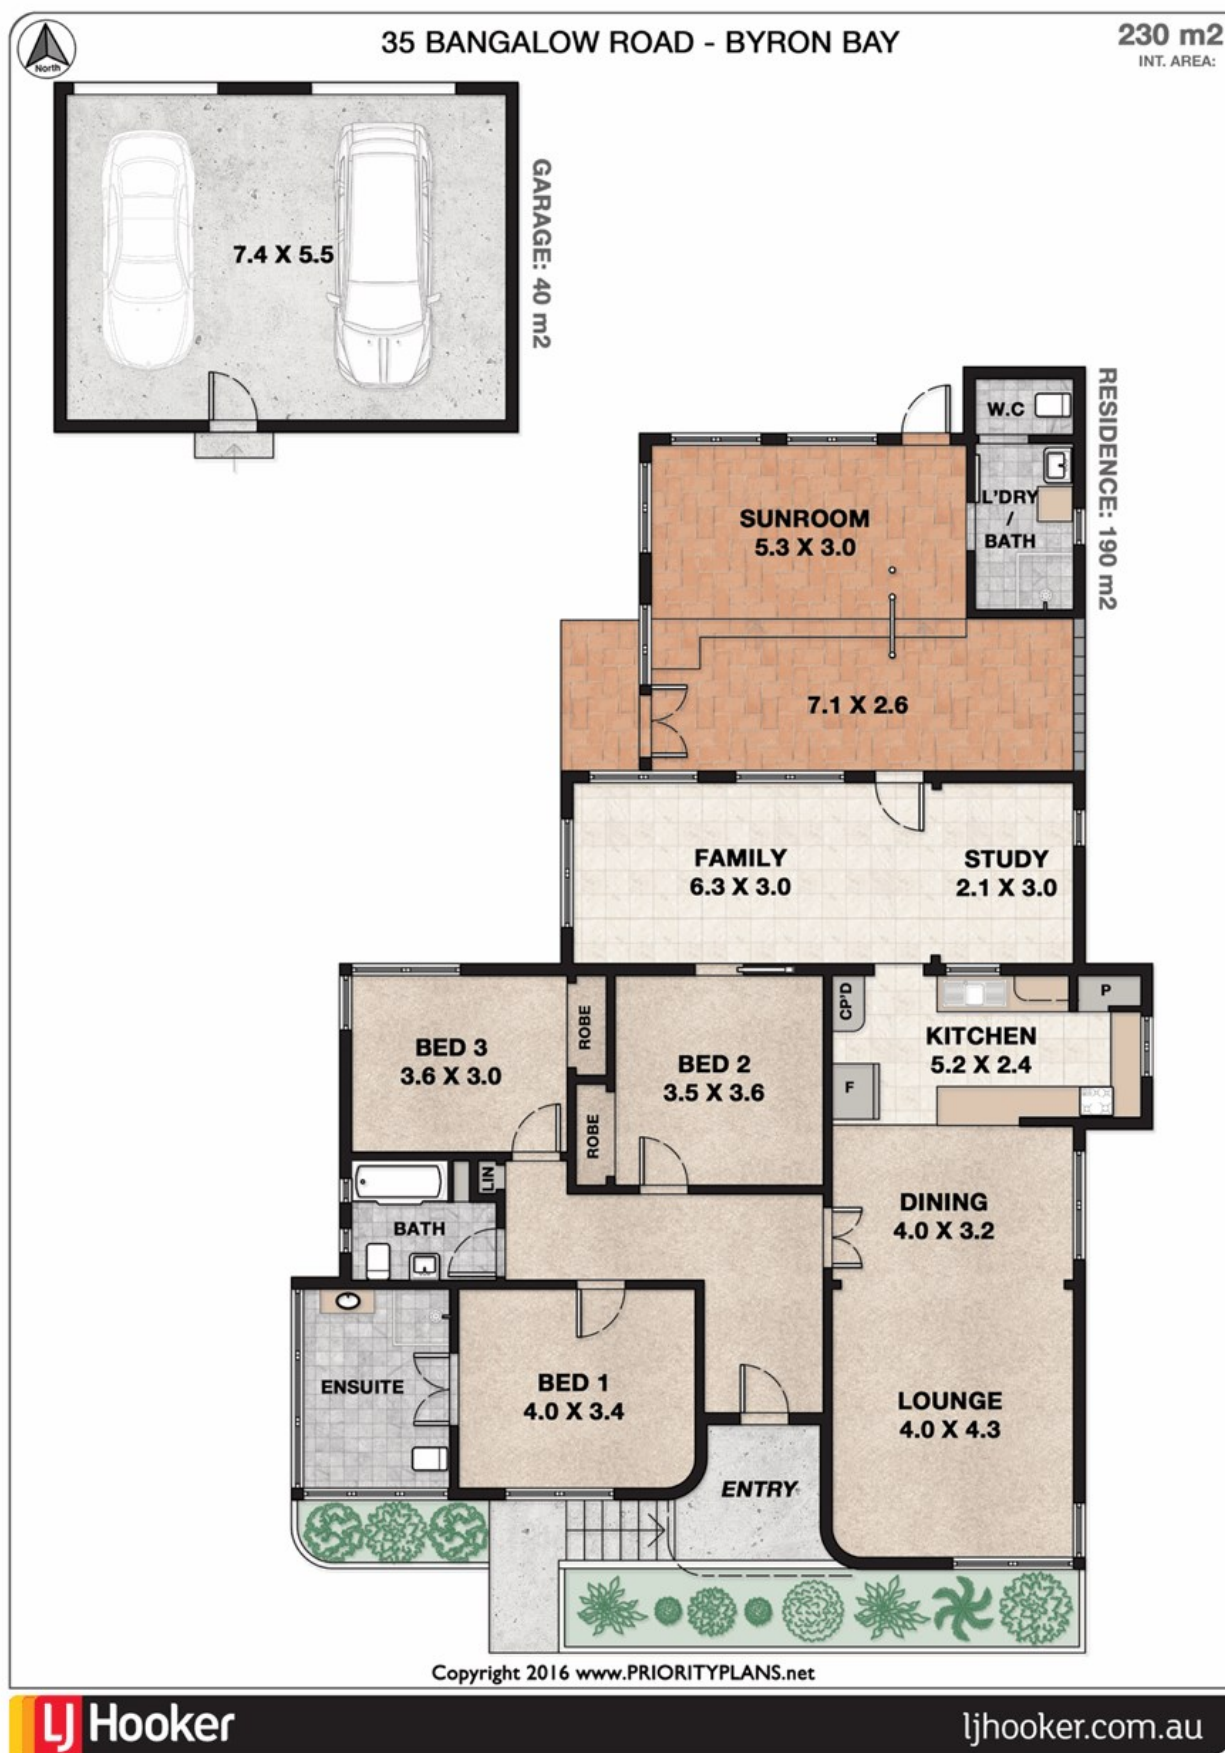 35 BANGALOW ROAD - BYRON BAY
230 m2
INT. AREA:
North
GARAGE: 40 m2
7.4 X 5.5
RESIDENCE: 190 m2
W.C
L'DRY
/
BATH
SUNROOM
5.3 X 3.0
7.1 X 2.6
FAMILY
6.3 X 3.0
STUDY
2.1 X 3.0
CP'D
P
ROBE
BED 3
3.6 X 3.0
BED 2
3.5 X 3.6
KITCHEN
5.2 X 2.4
F
ROBE
LIN
BATH
DINING
4.0 X 3.2
ENSUITE
BED 1
4.0 X 3.4
LOUNGE
4.0 X 4.3
ENTRY
Copyright 2016 www.PRIORITYPLANS.net
LJ Hooker
ljhooker.com.au